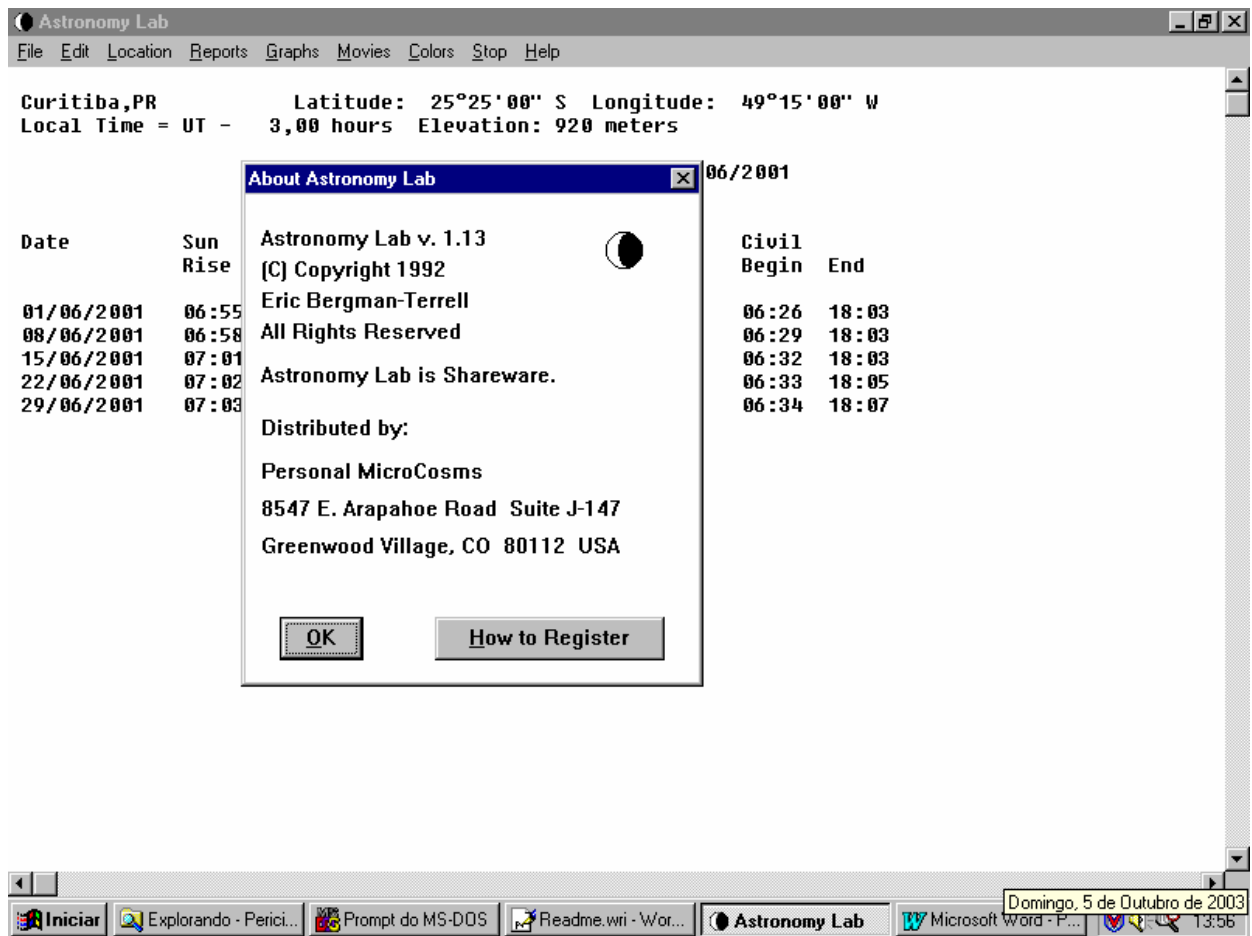 Astronomy Lab
File Edit Location Reports Graphs Movies Colors Stop Help
Curitiba,PR Latitude: 25°25'00" S Longitude: 49°15'00" W
Local Time = UT - 3,00 hours Elevation: 920 meters
06/2001
Date Sun Civil
Rise Begin End
01/06/2001 06:55 06:26 18:03
08/06/2001 06:58 06:29 18:03
15/06/2001 07:01 06:32 18:03
22/06/2001 07:02 06:33 18:05
29/06/2001 07:03 06:34 18:07
About Astronomy Lab
Astronomy Lab v. 1.13
(C) Copyright 1992
Eric Bergman-Terrell
All Rights Reserved
Astronomy Lab is Shareware.
Distributed by:
Personal MicroCosms
8547 E. Arapahoe Road Suite J-147
Greenwood Village, CO 80112 USA
OK How to Register
Domingo, 5 de Outubro de 2003
Iniciar Explorando - Perici... Prompt do MS-DOS Readme.wri - Wor... Astronomy Lab Microsoft Word - P... 13:56